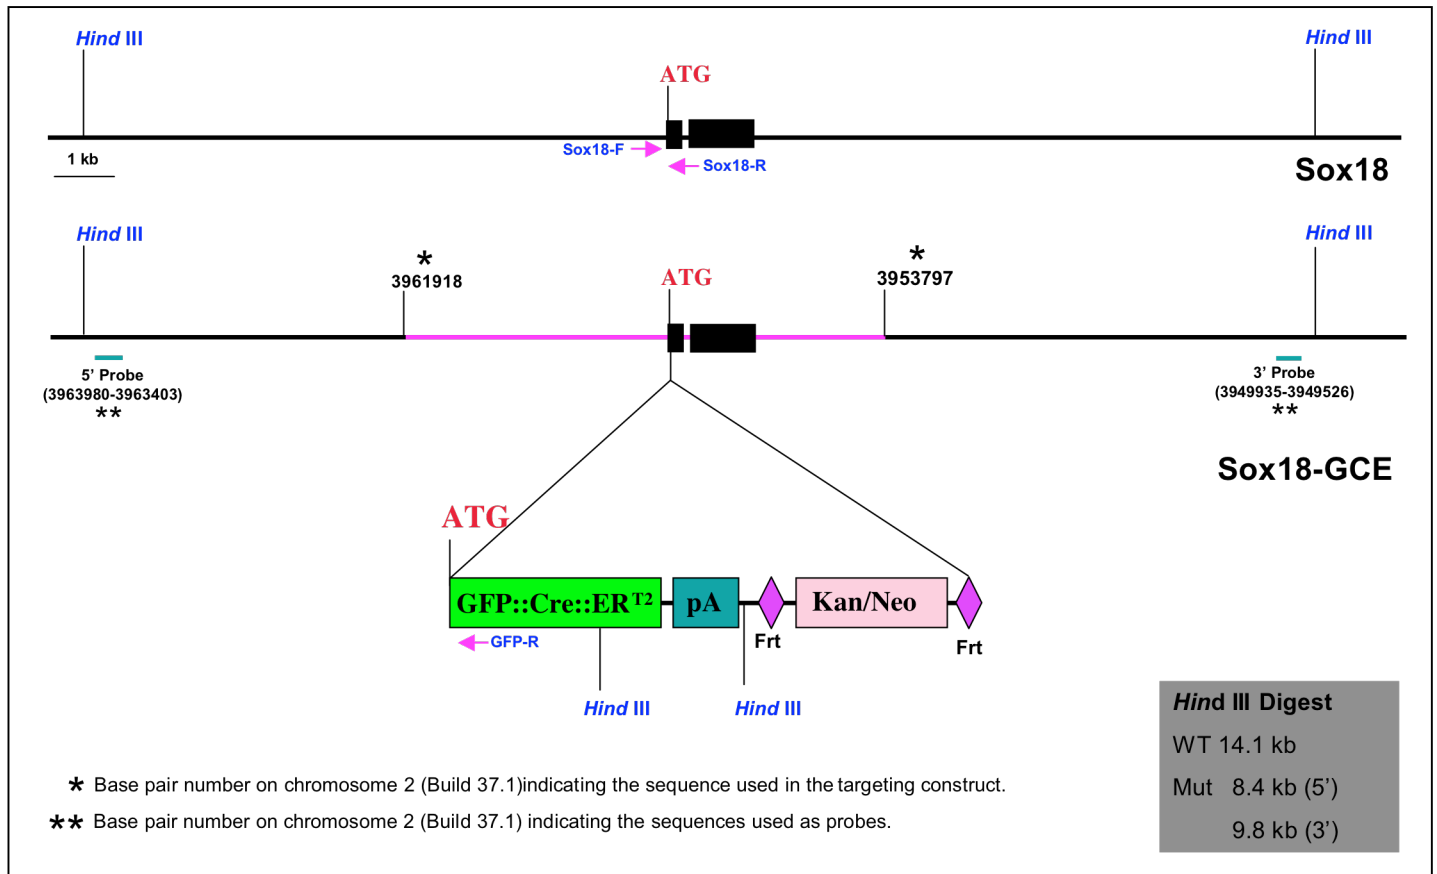 Hind III
Hind III
ATG
Sox18-F
Sox18-R
1 kb
Sox18
Hind III
Hind III
*
3961918
*
3953797
ATG
5’ Probe
(3963980-3963403)
**
3’ Probe
(3949935-3949526)
**
Sox18-GCE
ATG
GFP::Cre::ERT2
pA
Kan/Neo
Frt
Frt
GFP-R
Hind III
Hind III
Hind III Digest
WT 14.1 kb
Mut 8.4 kb (5’)
9.8 kb (3’)
* Base pair number on chromosome 2 (Build 37.1)indicating the sequence used in the targeting construct.
** Base pair number on chromosome 2 (Build 37.1) indicating the sequences used as probes.